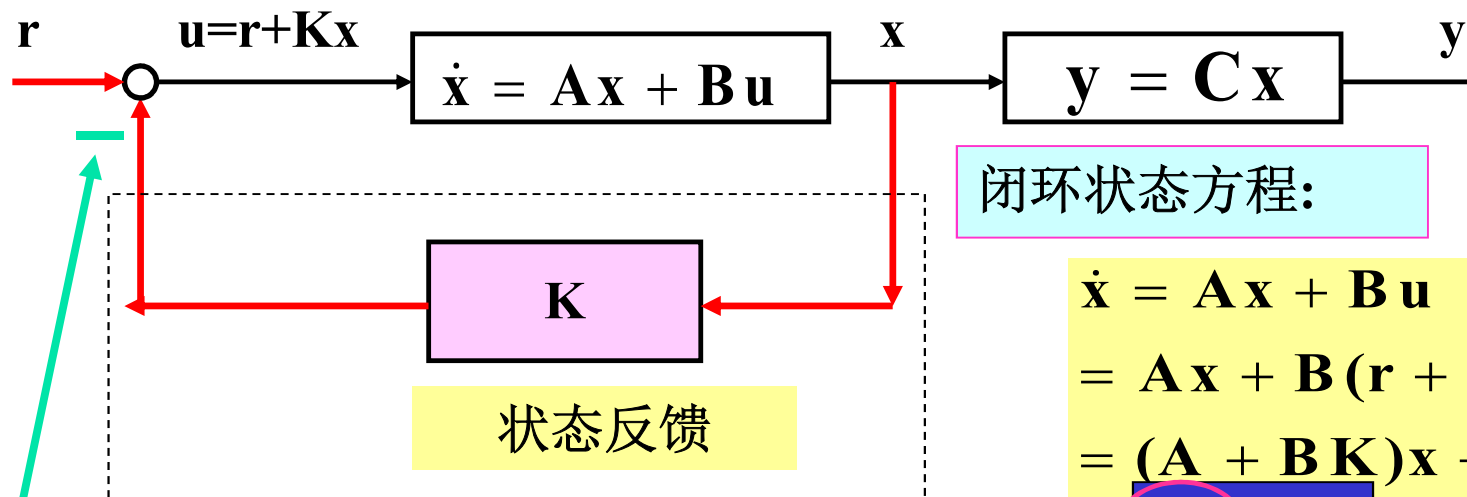 r
u=r+Kx
ẋ = Ax + Bu
x
y = Cx
y
闭环状态方程:
K
状态反馈
ẋ = Ax + Bu
= Ax + B(r +
= (A + BK)x +